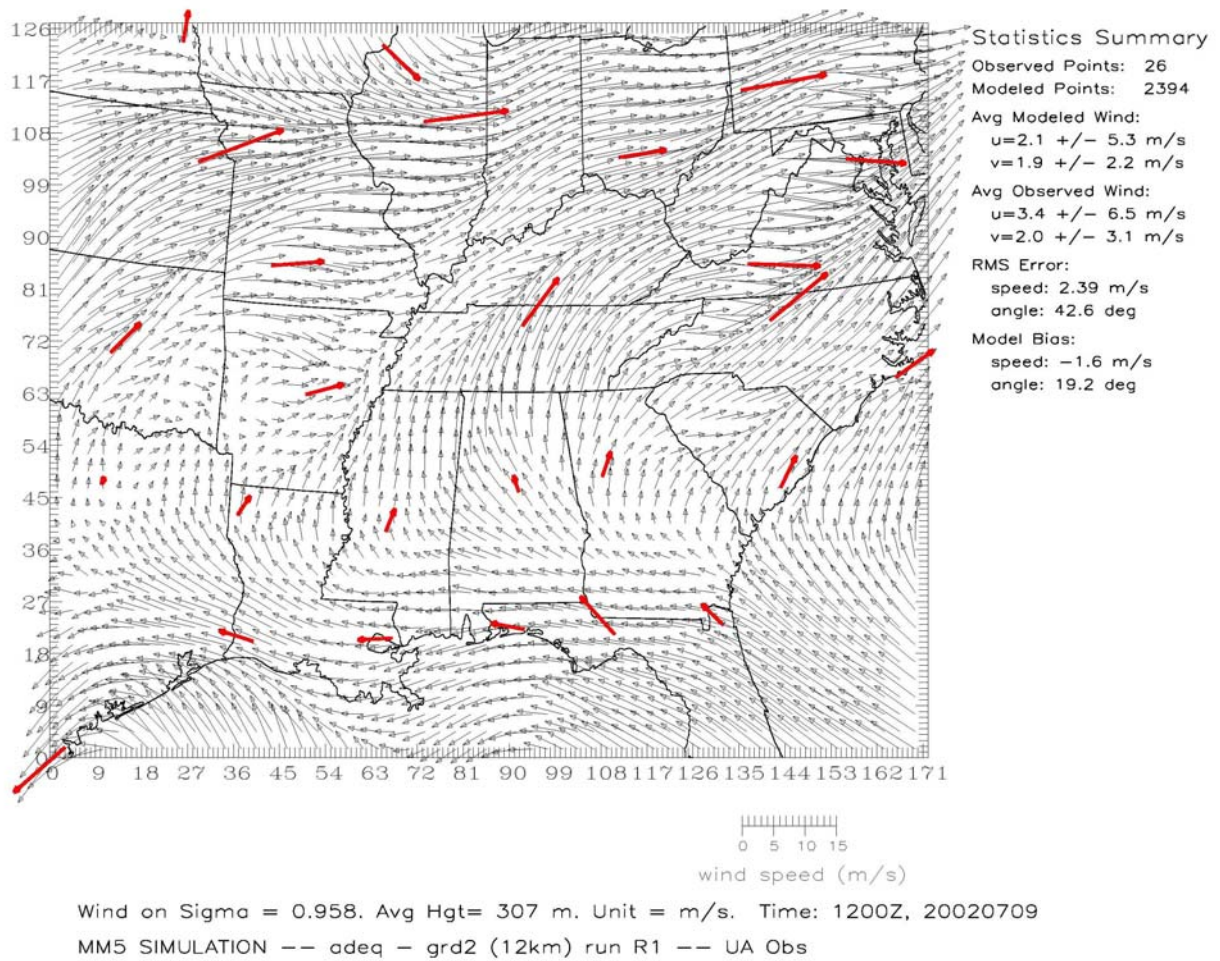 126
117
108
99
90
81
72
63
54
45
36
27
18
9
0
0 9 18 27 36 45 54 63 72 81 90 99 108 117 126 135 144 153 162 171
Statistics Summary
Observed Points: 26
Modeled Points: 2394
Avg Modeled Wind:
u=2.1 +/- 5.3 m/s
v=1.9 +/- 2.2 m/s
Avg Observed Wind:
u=3.4 +/- 6.5 m/s
v=2.0 +/- 3.1 m/s
RMS Error:
speed: 2.39 m/s
angle: 42.6 deg
Model Bias:
speed: -1.6 m/s
angle: 19.2 deg
0 5 10 15
wind speed (m/s)
Wind on Sigma = 0.958. Avg Hgt= 307 m. Unit = m/s. Time: 1200Z, 20020709
MM5 SIMULATION -- adeq - grd2 (12km) run R1 -- UA Obs